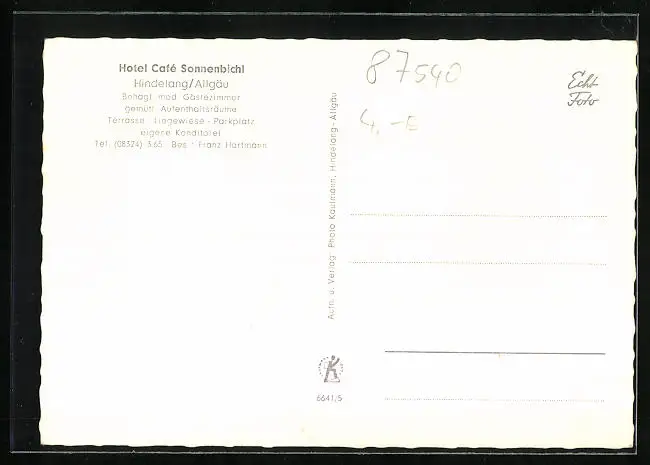 Hotel Café Sonnenbichl
Hindelang/Allgäu
Behagl. mod. Gästezimmer
gemütl. Aufenthaltsräume
Terrasse · Liegewiese · Parkplatz
eigene Konditorei
Tel. (08324) 365 Bes.: Franz Hartmann
Aufn. u. Verlag: Photo Kaufmann, Hindelang-Allgäu
6641/5
87540
4,-
Echt
Foto